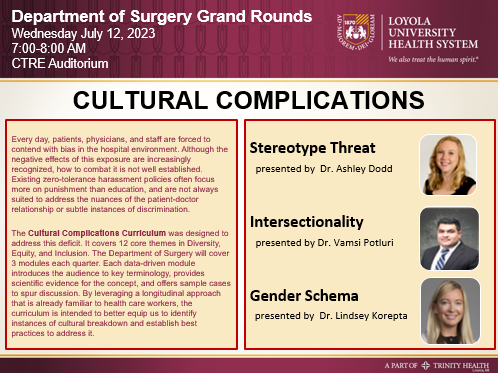 Department of Surgery Grand Rounds
Wednesday July 12, 2023
7:00-8:00 AM
CTRE Auditorium
AD·MAJOREM·DEI·GLORIAM
1870
LOYOLA
UNIVERSITY
HEALTH SYSTEM
We also treat the human spirit.®
CULTURAL COMPLICATIONS
Every day, patients, physicians, and staff are forced to
contend with bias in the hospital environment. Although the
negative effects of this exposure are increasingly
recognized, how to combat it is not well established.
Existing zero-tolerance harassment policies often focus
more on punishment than education, and are not always
suited to address the nuances of the patient-doctor
relationship or subtle instances of discrimination.
The Cultural Complications Curriculum was designed to
address this deficit. It covers 12 core themes in Diversity,
Equity, and Inclusion. The Department of Surgery will cover
3 modules each quarter. Each data-driven module
introduces the audience to key terminology, provides
scientific evidence for the concept, and offers sample cases
to spur discussion. By leveraging a longitudinal approach
that is already familiar to health care workers, the
curriculum is intended to better equip us to identify
instances of cultural breakdown and establish best
practices to address it.
Stereotype Threat
presented by Dr. Ashley Dodd
Intersectionality
presented by Dr. Vamsi Potluri
Gender Schema
presented by Dr. Lindsey Korepta
A PART OF TRINITY HEALTH